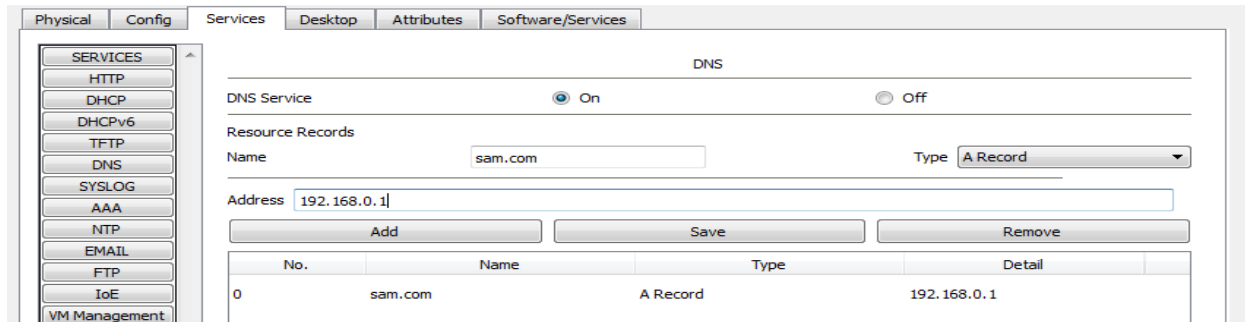 Physical Config Services Desktop Attributes Software/Services
SERVICES
HTTP
DHCP
DHCPv6
TFTP
DNS
SYSLOG
AAA
NTP
EMAIL
FTP
IoE
VM Management
DNS
DNS Service On Off
Resource Records
Name sam.com Type A Record
Address 192.168.0.1
Add Save Remove
No. Name Type Detail
0 sam.com A Record 192.168.0.1